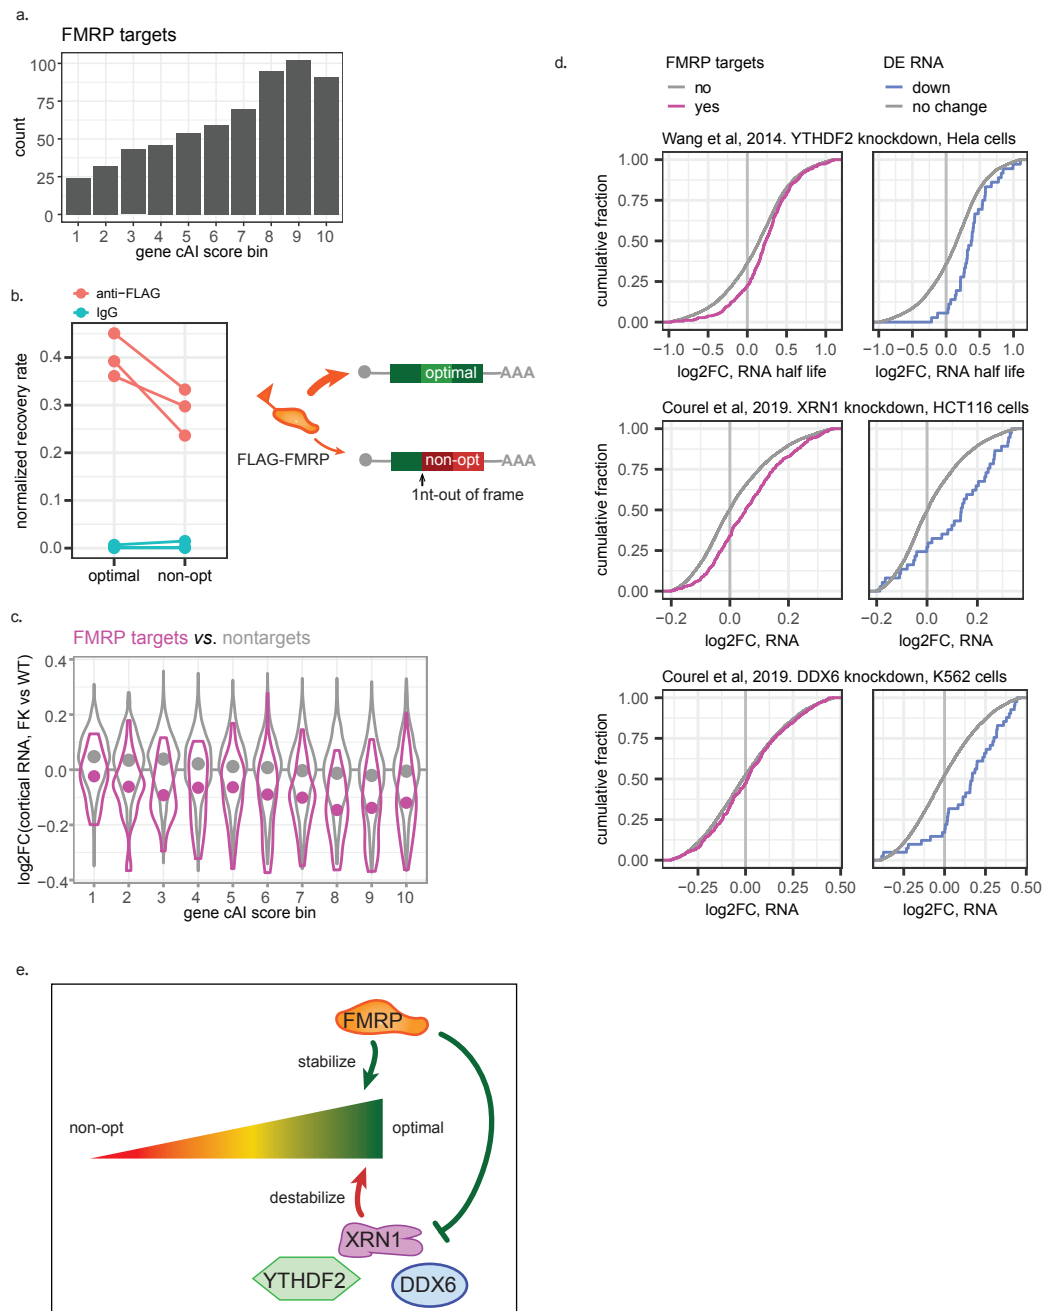 a.
FMRP targets
count
100
75
50
25
0
1 2 3 4 5 6 7 8 9 10
gene cAI score bin
b.
anti−FLAG
IgG
normalized recovery rate
0.4
0.3
0.2
0.1
0.0
optimal non−opt
FLAG-FMRP
optimal
AAA
non-opt
AAA
1nt-out of frame
c.
FMRP targets vs. nontargets
log2FC(cortical RNA, FK vs WT)
0.4
0.2
0.0
−0.2
−0.4
1 2 3 4 5 6 7 8 9 10
gene cAI score bin
d.
FMRP targets
no
yes
DE RNA
down
no change
Wang et al, 2014. YTHDF2 knockdown, Hela cells
cumulative fraction
1.00
0.75
0.50
0.25
0.00
−1.0 −0.5 0.0 0.5 1.0
log2FC, RNA half life
−1.0 −0.5 0.0 0.5 1.0
log2FC, RNA half life
Courel et al, 2019. XRN1 knockdown, HCT116 cells
cumulative fraction
1.00
0.75
0.50
0.25
0.00
−0.2 0.0 0.2
log2FC, RNA
−0.2 0.0 0.2
log2FC, RNA
Courel et al, 2019. DDX6 knockdown, K562 cells
cumulative fraction
1.00
0.75
0.50
0.25
0.00
−0.25 0.00 0.25 0.50
log2FC, RNA
−0.25 0.00 0.25 0.50
log2FC, RNA
e.
FMRP
stabilize
non-opt
optimal
destabilize
XRN1
YTHDF2
DDX6